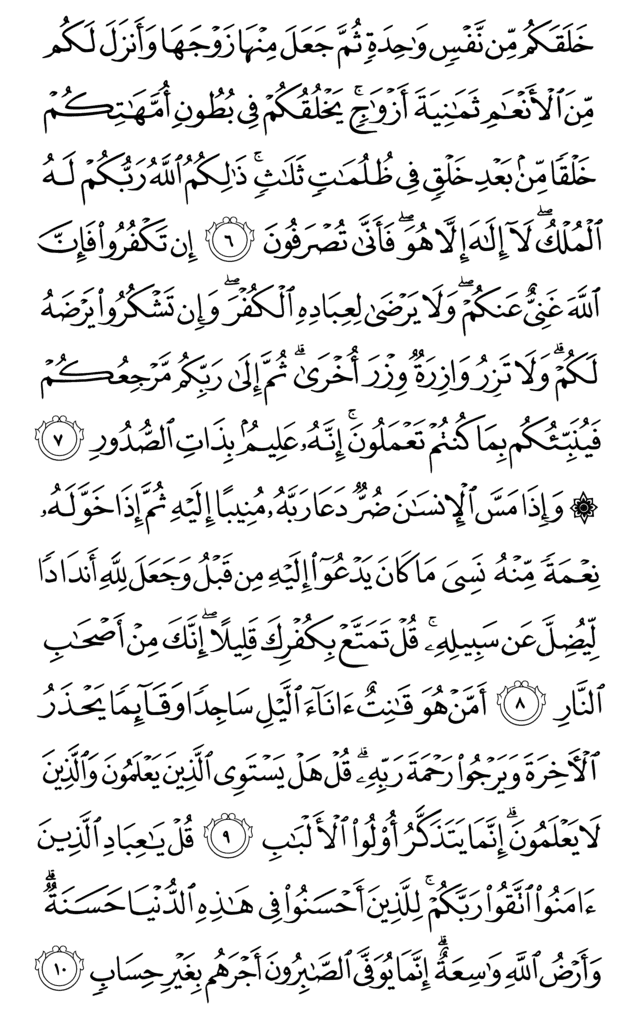 خَلَقَكُم مِّن نَّفْسٍ وَٰحِدَةٍ ثُمَّ جَعَلَ مِنْهَا زَوْجَهَا وَأَنزَلَ لَكُم
مِّنَ ٱلْأَنْعَٰمِ ثَمَٰنِيَةَ أَزْوَٰجٍ ۚ يَخْلُقُكُمْ فِى بُطُونِ أُمَّهَٰتِكُمْ
خَلْقًا مِّنۢ بَعْدِ خَلْقٍ فِى ظُلُمَٰتٍ ثَلَٰثٍ ۚ ذَٰلِكُمُ ٱللَّهُ رَبُّكُمْ لَهُ
ٱلْمُلْكُ ۖ لَآ إِلَٰهَ إِلَّا هُوَ ۖ فَأَنَّىٰ تُصْرَفُونَ ٦ إِن تَكْفُرُوا۟ فَإِنَّ
ٱللَّهَ غَنِىٌّ عَنكُمْ ۖ وَلَا يَرْضَىٰ لِعِبَادِهِ ٱلْكُفْرَ ۖ وَإِن تَشْكُرُوا۟ يَرْضَهُ
لَكُمْ ۗ وَلَا تَزِرُ وَازِرَةٌ وِزْرَ أُخْرَىٰ ۗ ثُمَّ إِلَىٰ رَبِّكُم مَّرْجِعُكُمْ
فَيُنَبِّئُكُم بِمَا كُنتُمْ تَعْمَلُونَ ۚ إِنَّهُۥ عَلِيمٌۢ بِذَاتِ ٱلصُّدُورِ ٧
۞ وَإِذَا مَسَّ ٱلْإِنسَٰنَ ضُرٌّ دَعَا رَبَّهُۥ مُنِيبًا إِلَيْهِ ثُمَّ إِذَا خَوَّلَهُۥ
نِعْمَةً مِّنْهُ نَسِىَ مَا كَانَ يَدْعُوٓا۟ إِلَيْهِ مِن قَبْلُ وَجَعَلَ لِلَّهِ أَندَادًا
لِّيُضِلَّ عَن سَبِيلِهِۦ ۚ قُلْ تَمَتَّعْ بِكُفْرِكَ قَلِيلًا ۖ إِنَّكَ مِنْ أَصْحَٰبِ
ٱلنَّارِ ٨ أَمَّنْ هُوَ قَٰنِتٌ ءَانَآءَ ٱلَّيْلِ سَاجِدًا وَقَآئِمًا يَحْذَرُ
ٱلْءَاخِرَةَ وَيَرْجُوا۟ رَحْمَةَ رَبِّهِۦ ۗ قُلْ هَلْ يَسْتَوِى ٱلَّذِينَ يَعْلَمُونَ وَٱلَّذِينَ
لَا يَعْلَمُونَ ۗ إِنَّمَا يَتَذَكَّرُ أُو۟لُوا۟ ٱلْأَلْبَٰبِ ٩ قُلْ يَٰعِبَادِ ٱلَّذِينَ
ءَامَنُوا۟ ٱتَّقُوا۟ رَبَّكُمْ ۚ لِلَّذِينَ أَحْسَنُوا۟ فِى هَٰذِهِ ٱلدُّنْيَا حَسَنَةٌ ۗ
وَأَرْضُ ٱللَّهِ وَٰسِعَةٌ ۗ إِنَّمَا يُوَفَّى ٱلصَّٰبِرُونَ أَجْرَهُم بِغَيْرِ حِسَابٍ ١٠